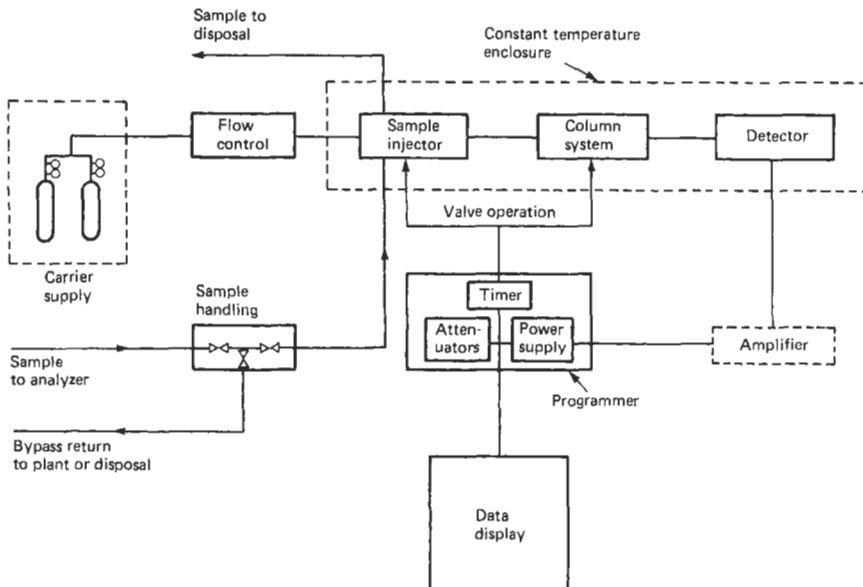 Sample to
disposal
Constant temperature
enclosure
Flow
control
Sample
injector
Column
system
Detector
Valve operation
Carrier
supply
Sample
handling
Timer
Atten-
uators
Power
supply
Amplifier
Sample
to analyzer
Programmer
Bypass return
to plant or disposal
Data
display